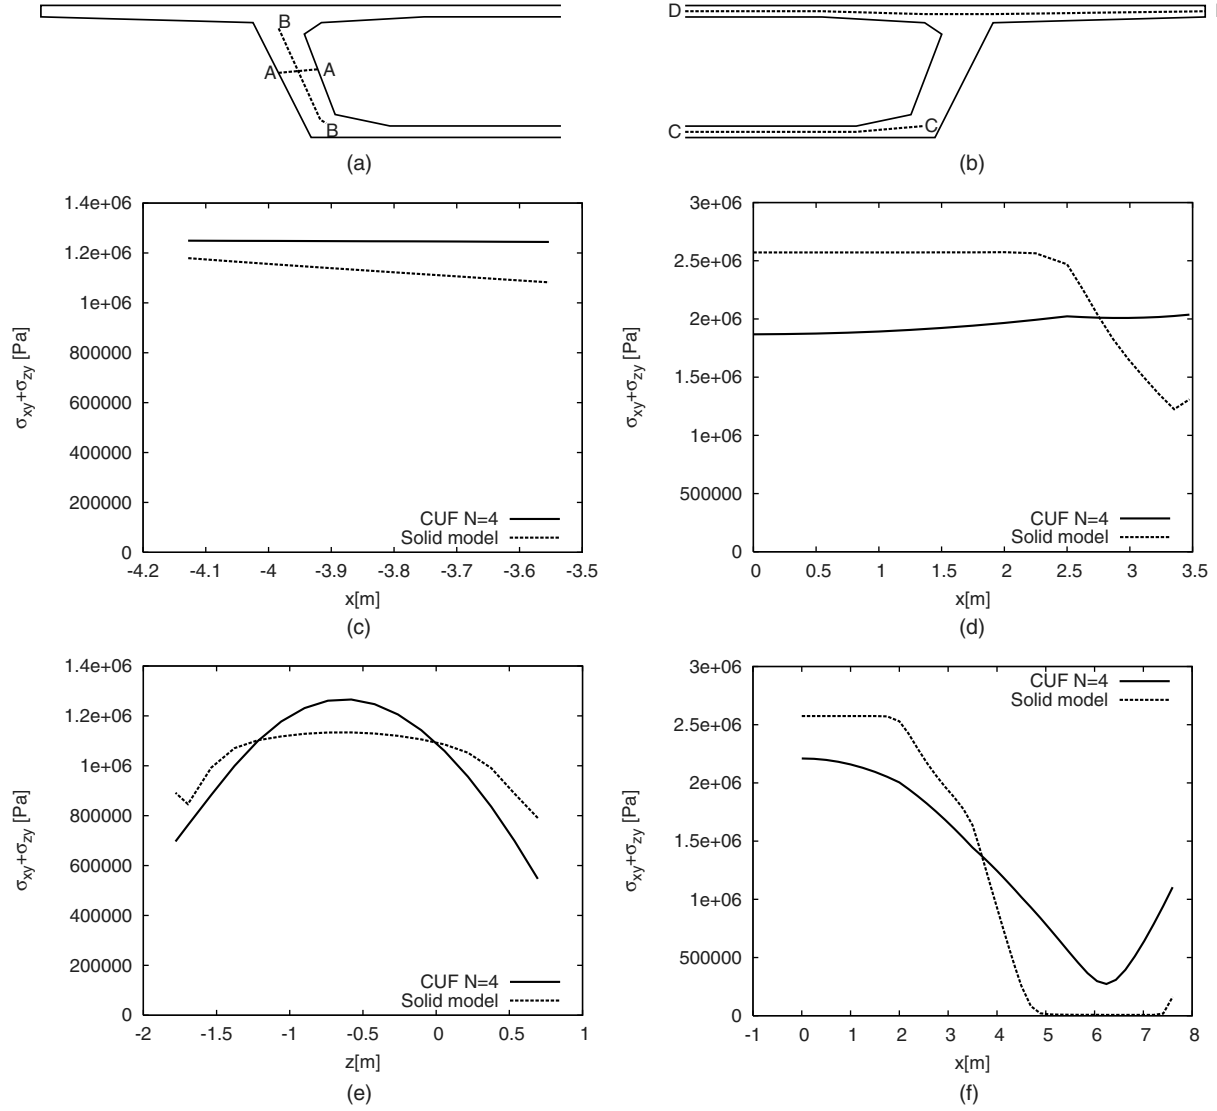 B
A
A
B
(a)
D
C
C
(b)
1.4e+06
1.2e+06
1e+06
800000
600000
400000
200000
0
σxy+σzy [Pa]
CUF N=4
Solid model
-4.2 -4.1 -4 -3.9 -3.8 -3.7 -3.6 -3.5
x[m]
(c)
3e+06
2.5e+06
2e+06
1.5e+06
1e+06
500000
0
σxy+σzy [Pa]
CUF N=4
Solid model
0 0.5 1 1.5 2 2.5 3 3.5
x[m]
(d)
1.4e+06
1.2e+06
1e+06
800000
600000
400000
200000
0
σxy+σzy [Pa]
CUF N=4
Solid model
-2 -1.5 -1 -0.5 0 0.5 1
z[m]
(e)
3e+06
2.5e+06
2e+06
1.5e+06
1e+06
500000
0
σxy+σzy [Pa]
CUF N=4
Solid model
-1 0 1 2 3 4 5 6 7 8
x[m]
(f)